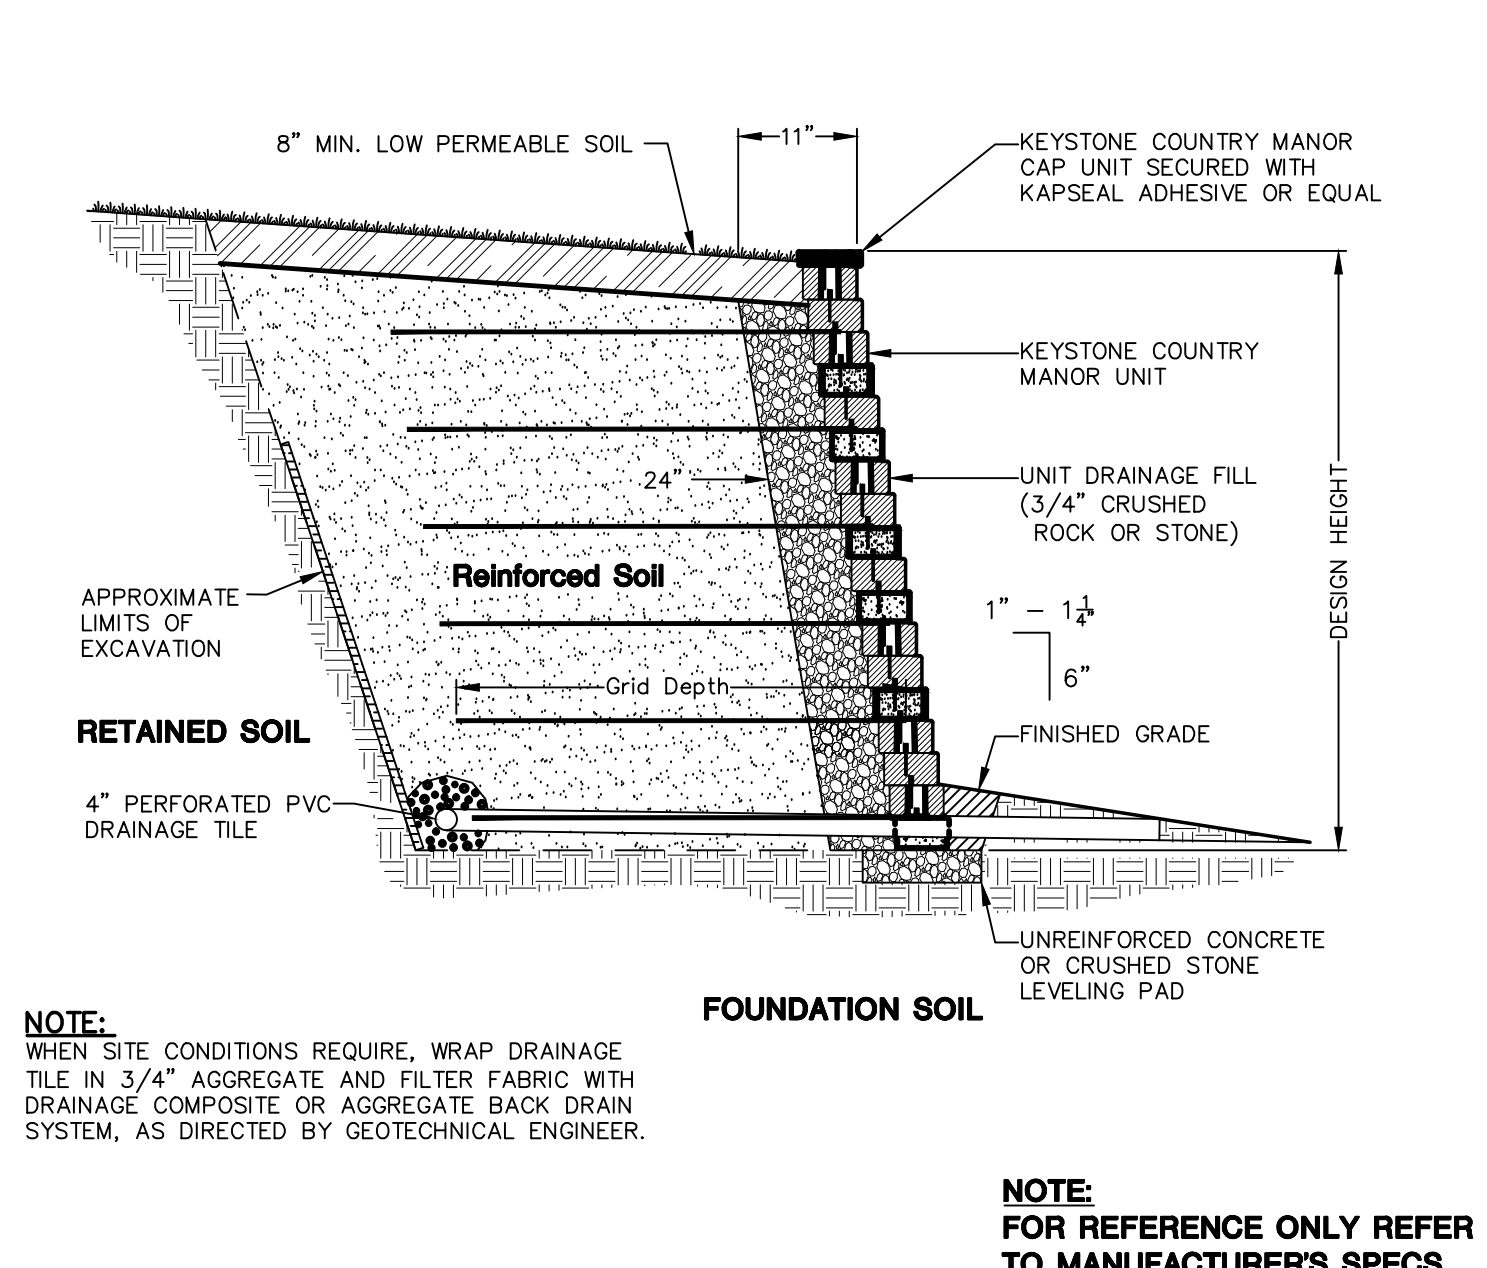 8” MIN. LOW PERMEABLE SOIL
11”
KEYSTONE COUNTRY MANOR
CAP UNIT SECURED WITH
KAPSEAL ADHESIVE OR EQUAL
KEYSTONE COUNTRY
MANOR UNIT
24”
UNIT DRAINAGE FILL
(3/4” CRUSHED
ROCK OR STONE)
DESIGN HEIGHT
Reinforced Soil
APPROXIMATE
LIMITS OF
EXCAVATION
1” – 1 1/4”
6”
Grid Depth
RETAINED SOIL
FINISHED GRADE
4” PERFORATED PVC
DRAINAGE TILE
UNREINFORCED CONCRETE
OR CRUSHED STONE
LEVELING PAD
FOUNDATION SOIL
NOTE:
WHEN SITE CONDITIONS REQUIRE, WRAP DRAINAGE
TILE IN 3/4” AGGREGATE AND FILTER FABRIC WITH
DRAINAGE COMPOSITE OR AGGREGATE BACK DRAIN
SYSTEM, AS DIRECTED BY GEOTECHNICAL ENGINEER.
NOTE:
FOR REFERENCE ONLY REFER
TO MANUFACTURER'S SPECS